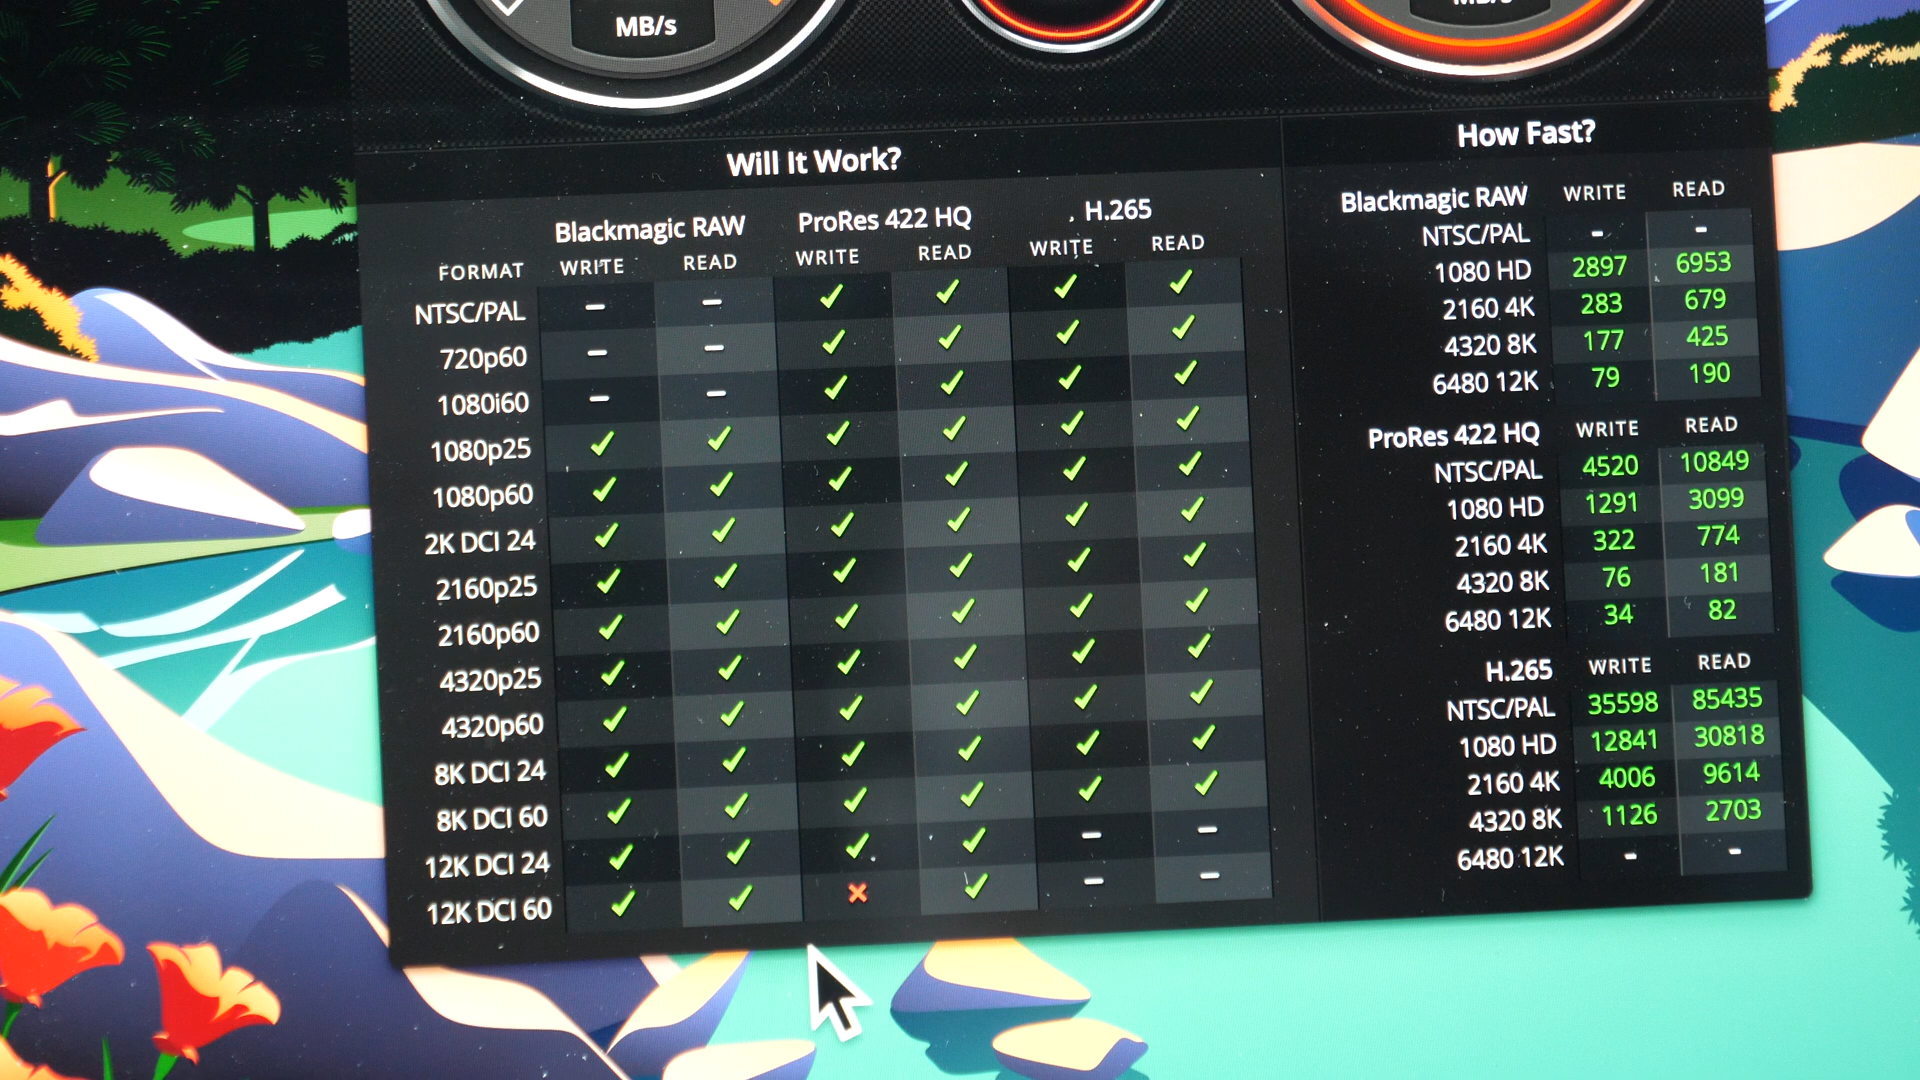 MB/s
MB/s
Will It Work?
Blackmagic RAW ProRes 422 HQ H.265
FORMAT WRITE READ WRITE READ WRITE READ
NTSC/PAL – – ✓ ✓ ✓ ✓
720p60 – – ✓ ✓ ✓ ✓
1080i60 – – ✓ ✓ ✓ ✓
1080p25 ✓ ✓ ✓ ✓ ✓ ✓
1080p60 ✓ ✓ ✓ ✓ ✓ ✓
2K DCI 24 ✓ ✓ ✓ ✓ ✓ ✓
2160p25 ✓ ✓ ✓ ✓ ✓ ✓
2160p60 ✓ ✓ ✓ ✓ ✓ ✓
4320p25 ✓ ✓ ✓ ✓ ✓ ✓
4320p60 ✓ ✓ ✓ ✓ ✓ ✓
8K DCI 24 ✓ ✓ ✓ ✓ ✓ ✓
8K DCI 60 ✓ ✓ ✓ ✓ ✓ ✓
12K DCI 24 ✓ ✓ ✓ ✓ – –
12K DCI 60 ✓ ✓ ✗ ✓ – –
How Fast?
Blackmagic RAW WRITE READ
NTSC/PAL - -
1080 HD 2897 6953
2160 4K 283 679
4320 8K 177 425
6480 12K 79 190
ProRes 422 HQ WRITE READ
NTSC/PAL 4520 10849
1080 HD 1291 3099
2160 4K 322 774
4320 8K 76 181
6480 12K 34 82
H.265 WRITE READ
NTSC/PAL 35598 85435
1080 HD 12841 30818
2160 4K 4006 9614
4320 8K 1126 2703
6480 12K - -